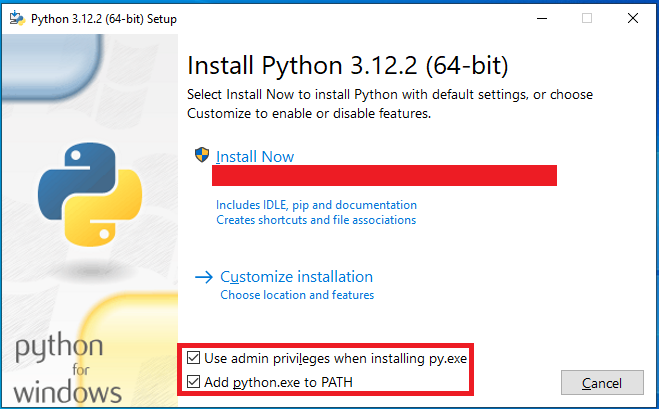 Python 3.12.2 (64-bit) Setup
Install Python 3.12.2 (64-bit)
Select Install Now to install Python with default settings, or choose
Customize to enable or disable features.
Install Now
Includes IDLE, pip and documentation
Creates shortcuts and file associations
Customize installation
Choose location and features
Use admin privileges when installing py.exe
Add python.exe to PATH
Cancel
python
for
windows